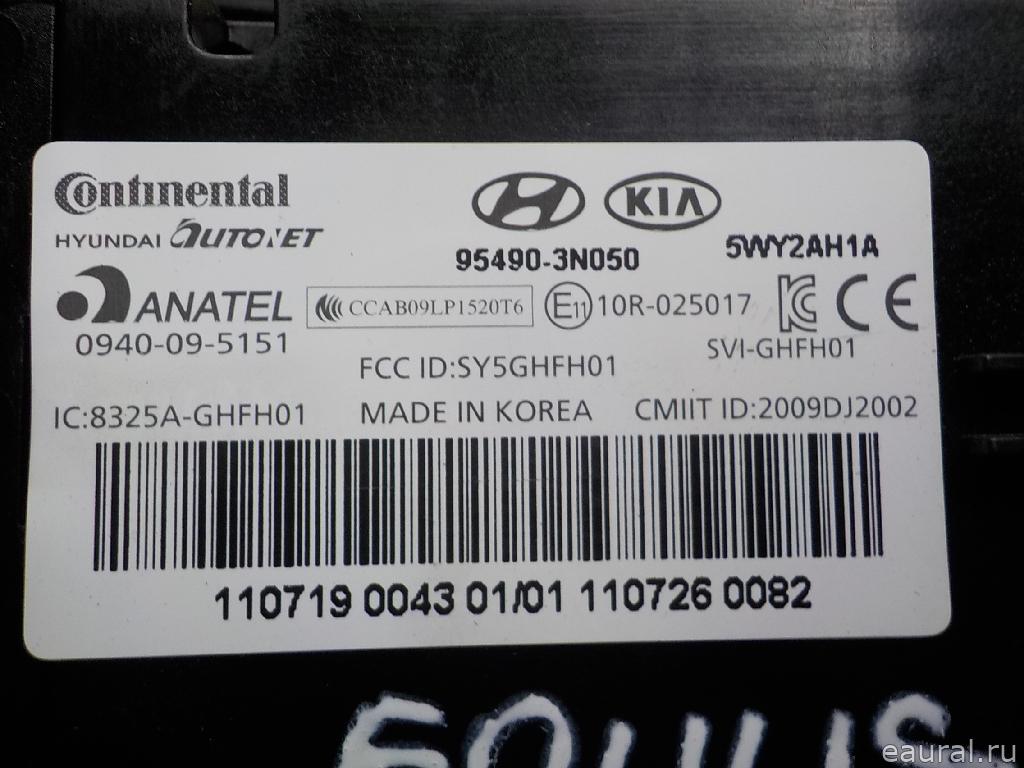 Continental
HYUNDAI AUTONET
KIA
95490-3N050
5WY2AH1A
ANATEL
0940-09-5151
CCAB09LP1520T6
E11 10R-025017
CE
SVI-GHFH01
FCC ID:SY5GHFH01
IC:8325A-GHFH01
MADE IN KOREA
CMIIT ID:2009DJ2002
110719 0043 01/01 110726 0082
eaural.ru